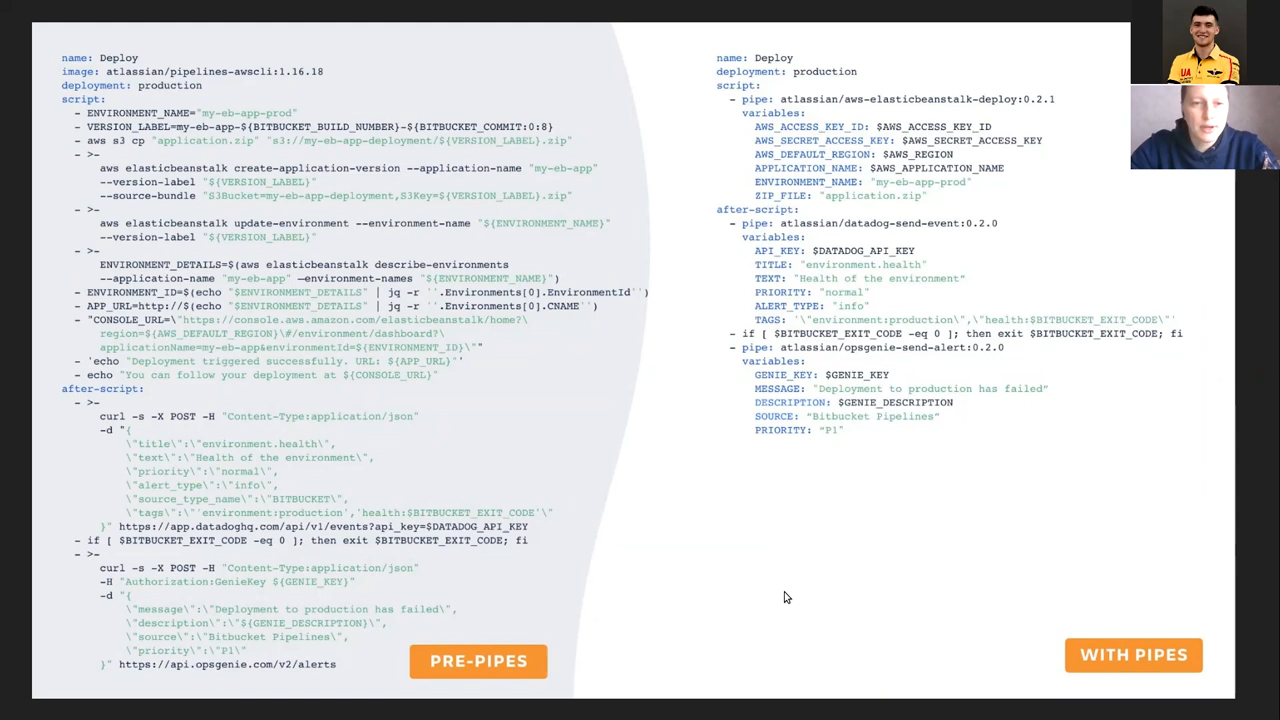 name: Deploy
image: atlassian/pipelines-awscli:1.16.18
deployment: production
script:
- ENVIRONMENT_NAME="my-eb-app-prod"
- VERSION_LABEL=my-eb-app-${BITBUCKET_BUILD_NUMBER}-${BITBUCKET_COMMIT:0:8}
- aws s3 cp "application.zip" "s3://my-eb-app-deployment/${VERSION_LABEL}.zip"
- >-
aws elasticbeanstalk create-application-version --application-name "my-eb-app"
--version-label "${VERSION_LABEL}"
--source-bundle "S3Bucket=my-eb-app-deployment,S3Key=${VERSION_LABEL}.zip"
- >-
aws elasticbeanstalk update-environment --environment-name "${ENVIRONMENT_NAME}"
--version-label "${VERSION_LABEL}"
- >-
ENVIRONMENT_DETAILS=$(aws elasticbeanstalk describe-environments
--application-name "my-eb-app" —environment-names "${ENVIRONMENT_NAME}")
- ENVIRONMENT_ID=$(echo "$ENVIRONMENT_DETAILS" | jq -r ''.Environments[0].EnvironmentId'')
- APP_URL=http://$(echo "$ENVIRONMENT_DETAILS" | jq -r ''.Environments[0].CNAME'')
- "CONSOLE_URL=\"https://console.aws.amazon.com/elasticbeanstalk/home?\
region=${AWS_DEFAULT_REGION}\#/environment/dashboard?\
applicationName=my-eb-app&environmentId=${ENVIRONMENT_ID}\""
- 'echo "Deployment triggered successfully. URL: ${APP_URL}"'
- echo "You can follow your deployment at ${CONSOLE_URL}"
after-script:
- >-
curl -s -X POST -H "Content-Type:application/json"
-d "{
\"title\":\"environment.health\",
\"text\":\"Health of the environment\",
\"priority\":\"normal\",
\"alert_type\":\"info\",
\"source_type_name\":\"BITBUCKET\",
\"tags\":\"'environment:production','health:$BITBUCKET_EXIT_CODE'\"
}" https://app.datadoghq.com/api/v1/events?api_key=$DATADOG_API_KEY
- if [ $BITBUCKET_EXIT_CODE -eq 0 ]; then exit $BITBUCKET_EXIT_CODE; fi
- >-
curl -s -X POST -H "Content-Type:application/json"
-H "Authorization:GenieKey ${GENIE_KEY}"
-d "{
\"message\":\"Deployment to production has failed\",
\"description\":\"${GENIE_DESCRIPTION}\",
\"source\":\"Bitbucket Pipelines\",
\"priority\":\"P1\"
}" https://api.opsgenie.com/v2/alerts
PRE-PIPES
name: Deploy
deployment: production
script:
- pipe: atlassian/aws-elasticbeanstalk-deploy:0.2.1
variables:
AWS_ACCESS_KEY_ID: $AWS_ACCESS_KEY_ID
AWS_SECRET_ACCESS_KEY: $AWS_SECRET_ACCESS_KEY
AWS_DEFAULT_REGION: $AWS_REGION
APPLICATION_NAME: $AWS_APPLICATION_NAME
ENVIRONMENT_NAME: "my-eb-app-prod"
ZIP_FILE: "application.zip"
after-script:
- pipe: atlassian/datadog-send-event:0.2.0
variables:
API_KEY: $DATADOG_API_KEY
TITLE: "environment.health"
TEXT: "Health of the environment"
PRIORITY: "normal"
ALERT_TYPE: "info"
TAGS: '\"environment:production\",\"health:$BITBUCKET_EXIT_CODE\"'
- if [ $BITBUCKET_EXIT_CODE -eq 0 ]; then exit $BITBUCKET_EXIT_CODE; fi
- pipe: atlassian/opsgenie-send-alert:0.2.0
variables:
GENIE_KEY: $GENIE_KEY
MESSAGE: "Deployment to production has failed"
DESCRIPTION: $GENIE_DESCRIPTION
SOURCE: "Bitbucket Pipelines"
PRIORITY: "P1"
WITH PIPES
UA